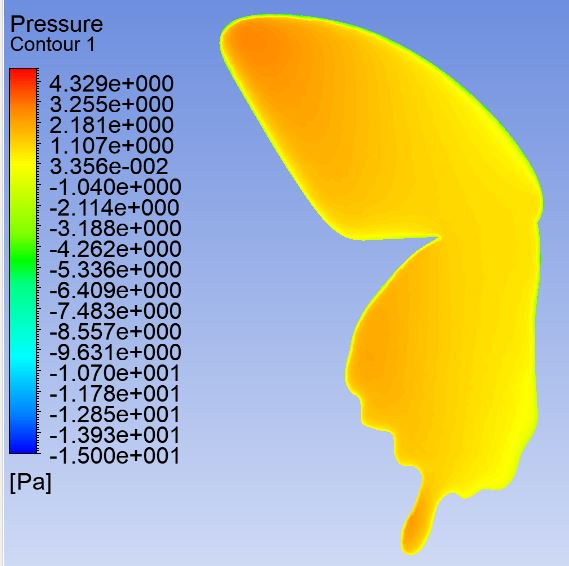 Pressure
Contour 1
4.329e+000
3.255e+000
2.181e+000
1.107e+000
3.356e-002
-1.040e+000
-2.114e+000
-3.188e+000
-4.262e+000
-5.336e+000
-6.409e+000
-7.483e+000
-8.557e+000
-9.631e+000
-1.070e+001
-1.178e+001
-1.285e+001
-1.393e+001
-1.500e+001
[Pa]